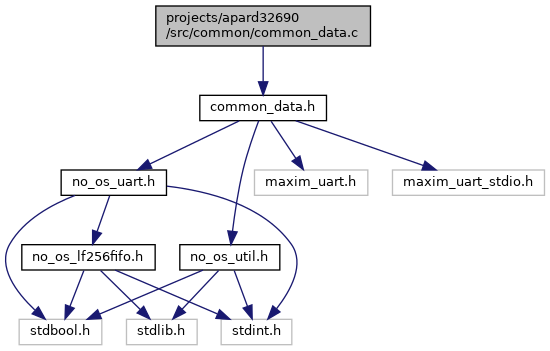 projects/apard32690
/src/common/common_data.c
common_data.h
no_os_uart.h
maxim_uart.h
maxim_uart_stdio.h
no_os_lf256fifo.h
no_os_util.h
stdbool.h
stdlib.h
stdint.h